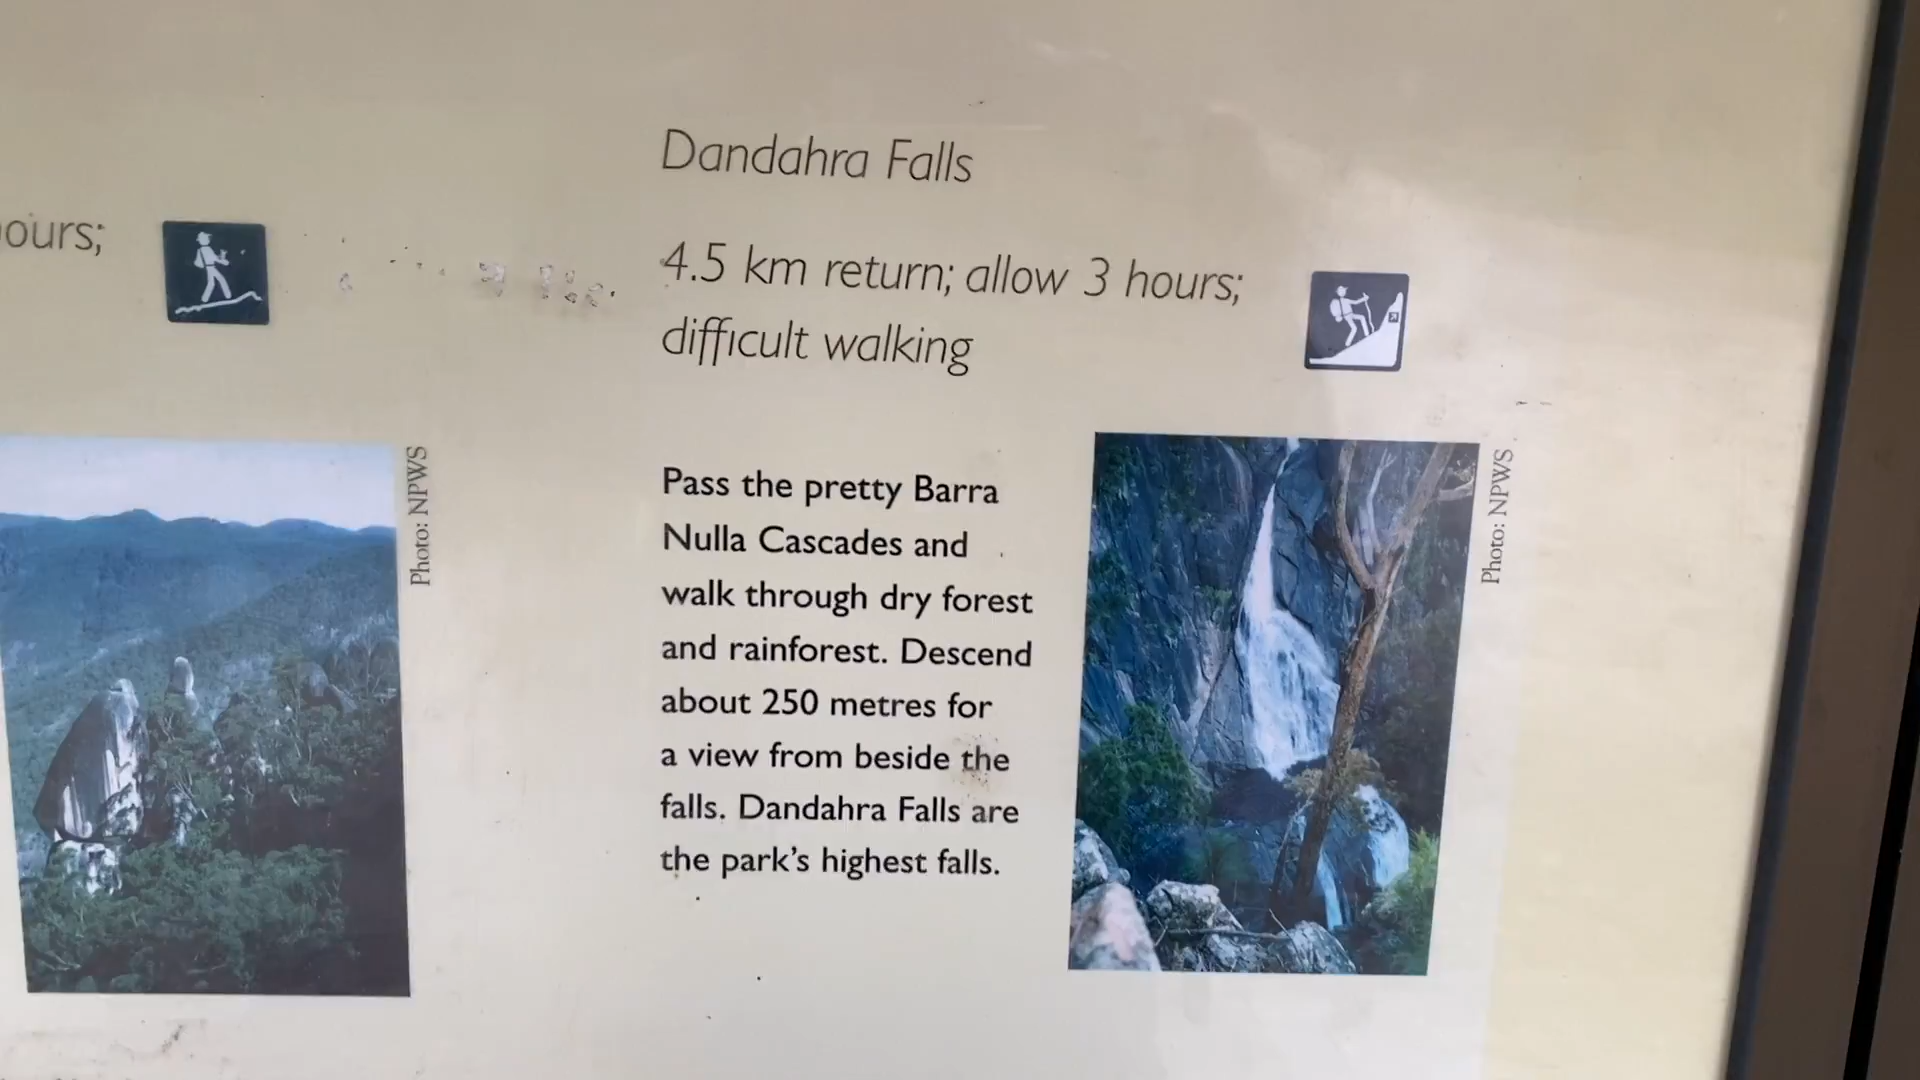 Dandahra Falls
ours;
4.5 km return; allow 3 hours;
difficult walking
Photo: NPWS
Pass the pretty Barra
Nulla Cascades and
walk through dry forest
and rainforest. Descend
about 250 metres for
a view from beside the
falls. Dandahra Falls are
the park's highest falls.
Photo: NPWS